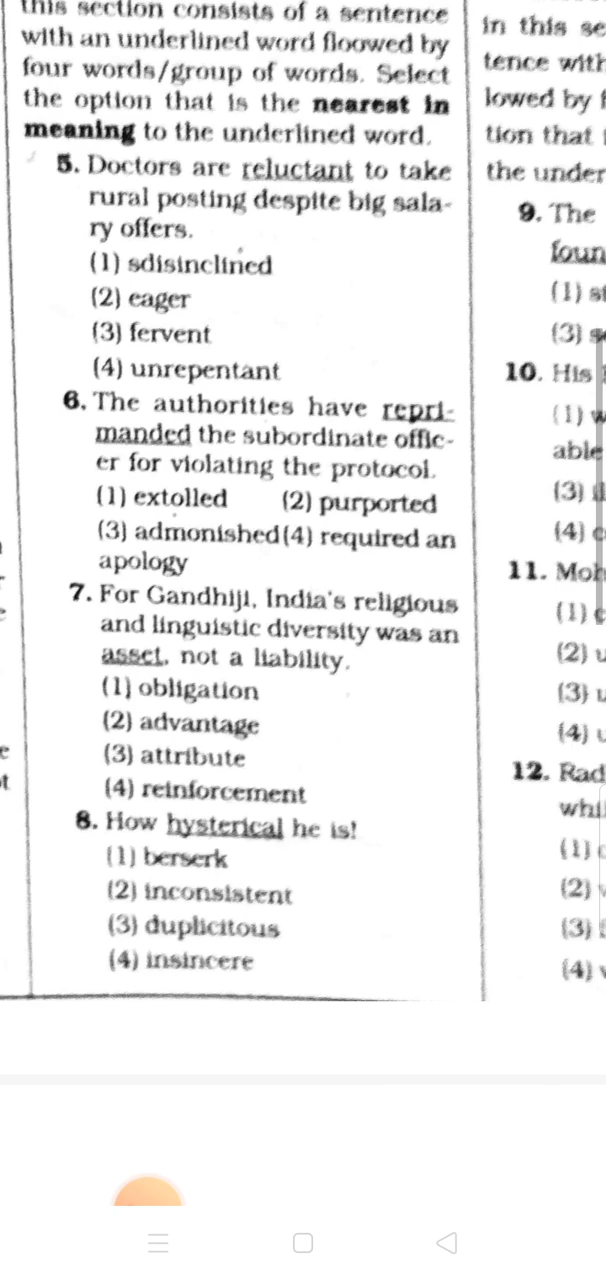 this section consists of a sentence
with an underlined word floowed by
four words/group of words. Select
the option that is the nearest in
meaning to the underlined word.
5. Doctors are reluctant to take
rural posting despite big sala-
ry offers.
(1) sdisinclined
(2) eager
(3) fervent
(4) unrepentant
6. The authorities have repri-
manded the subordinate offic-
er for violating the protocol.
(1) extolled (2) purported
(3) admonished (4) required an
apology
7. For Gandhiji, India's religious
and linguistic diversity was an
asset, not a liability.
(1) obligation
(2) advantage
(3) attribute
(4) reinforcement
8. How hysterical he is!
(1) berserk
(2) inconsistent
(3) duplicitous
(4) insincere
in this
tence
lowed by
tion that
the under
9. The
(1)
(3)
10. His
(1)
able
(3)
(4)
11.
(1)
(2)
(3)
(4)
12.
(1)
(2)
(3)
(4)